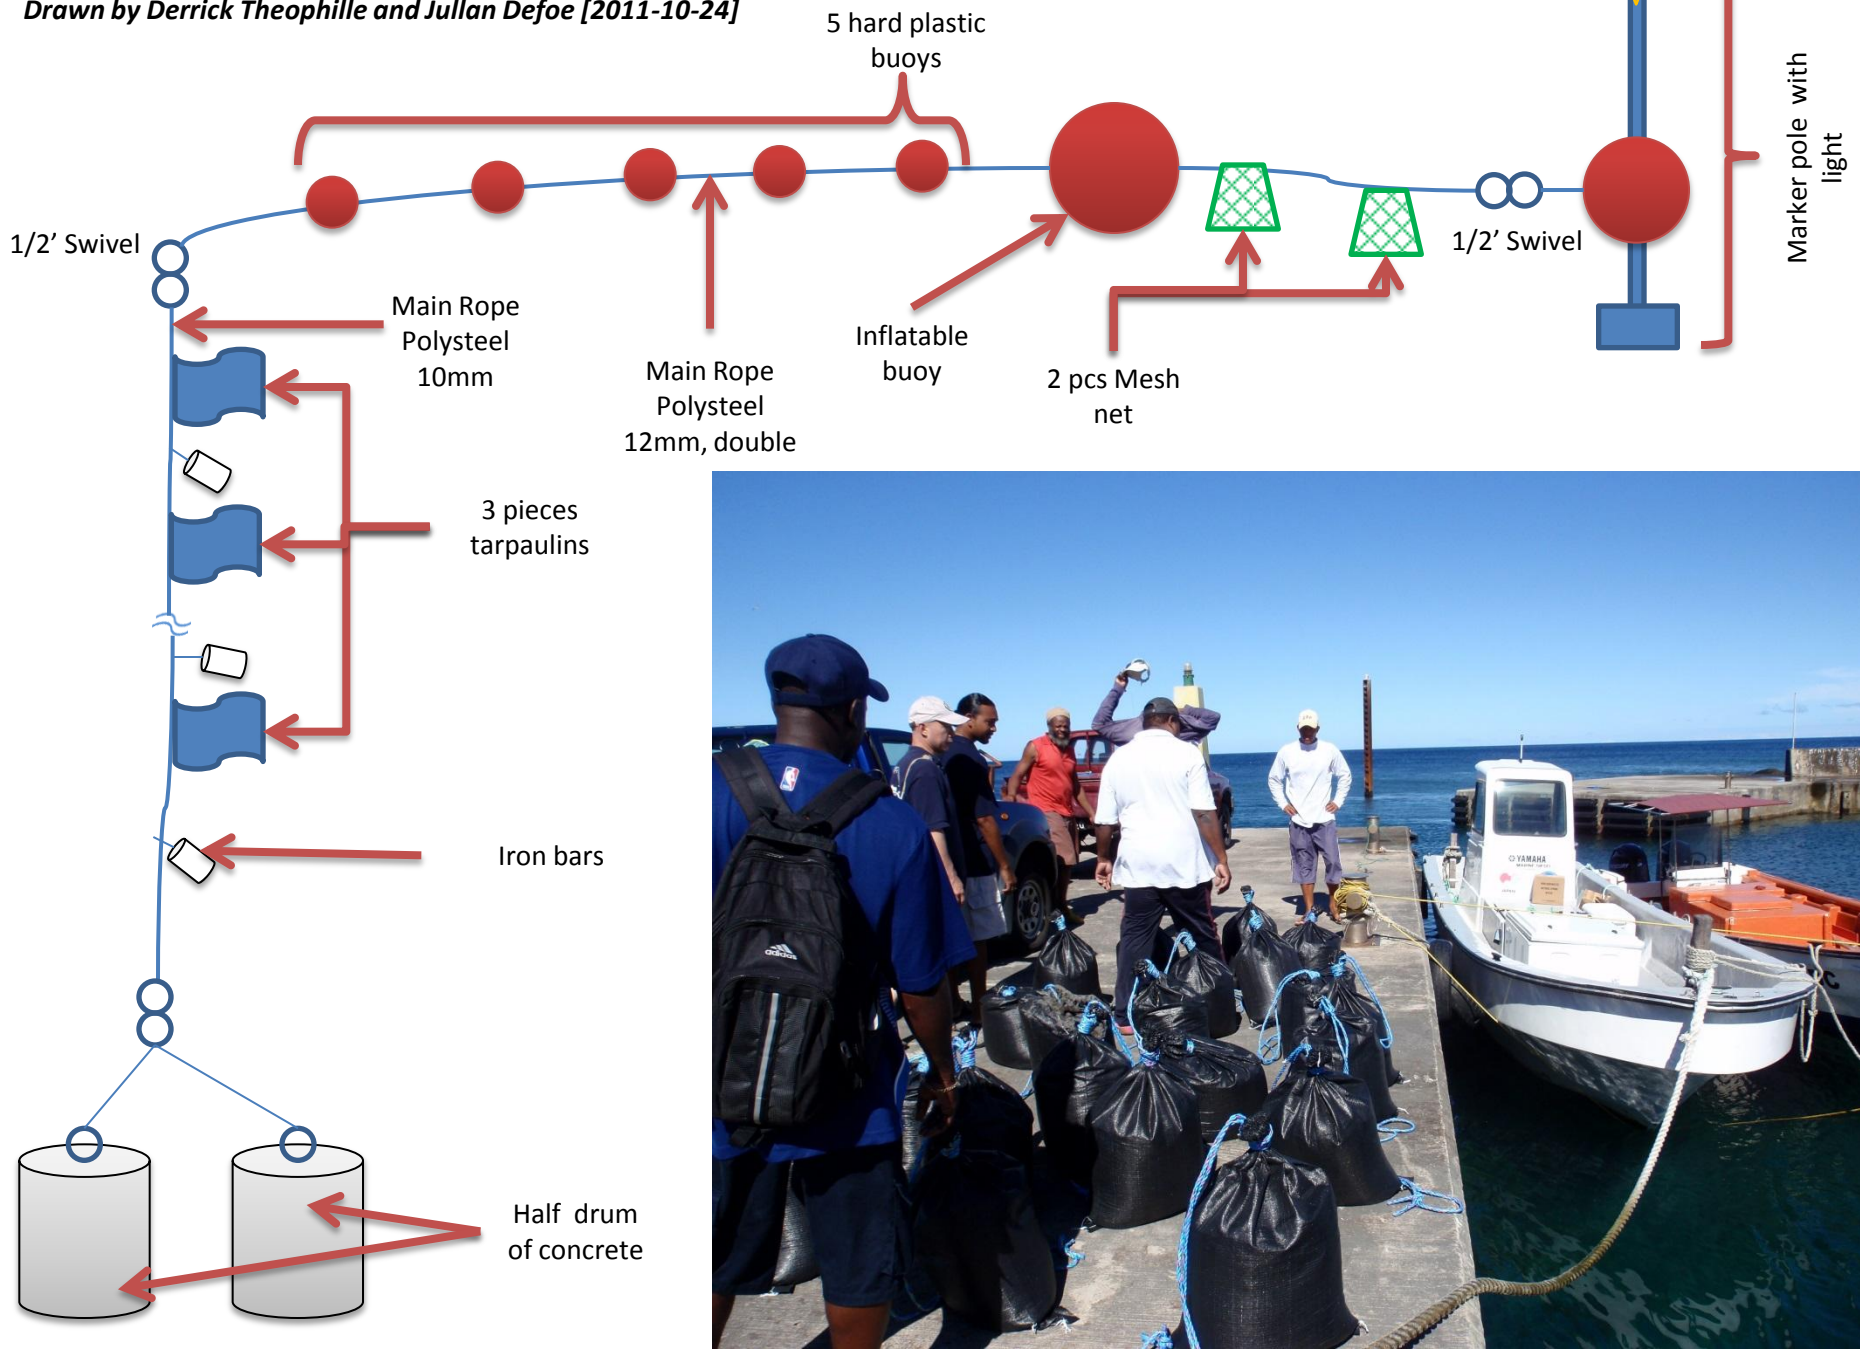 Drawn by Derrick Theophille and Jullan Defoe [2011-10-24]
5 hard plastic
buoys
Marker pole with
light
1/2' Swivel
1/2' Swivel
Main Rope
Polysteel
10mm
Main Rope
Polysteel
12mm, double
Inflatable
buoy
2 pcs Mesh
net
3 pieces
tarpaulins
Iron bars
Half drum
of concrete
YAMAHA
adidas
C